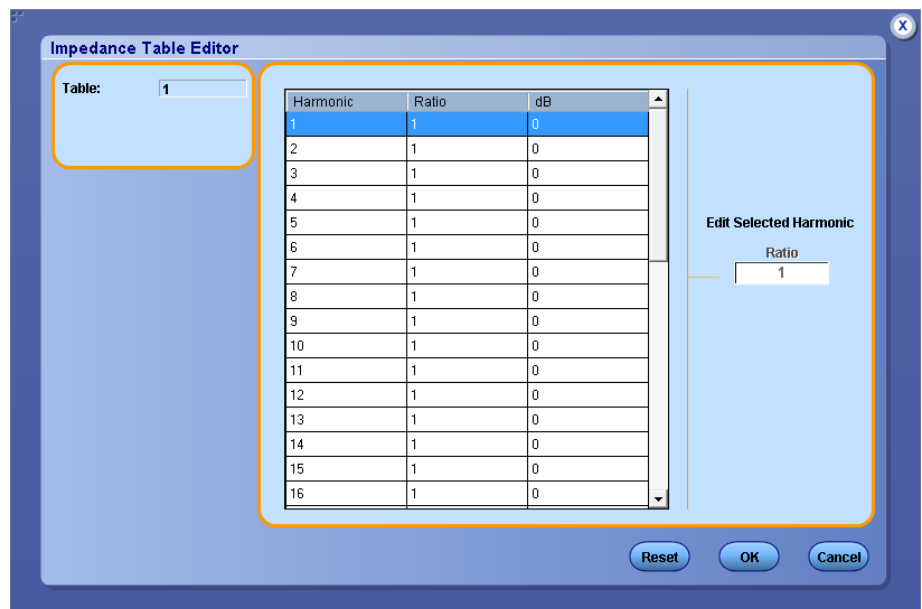 X
Impedance Table Editor
Table: 1
Harmonic Ratio dB
1 1 0
2 1 0
3 1 0
4 1 0
5 1 0
6 1 0
7 1 0
8 1 0
9 1 0
10 1 0
11 1 0
12 1 0
13 1 0
14 1 0
15 1 0
16 1 0
Edit Selected Harmonic
Ratio
1
Reset OK Cancel